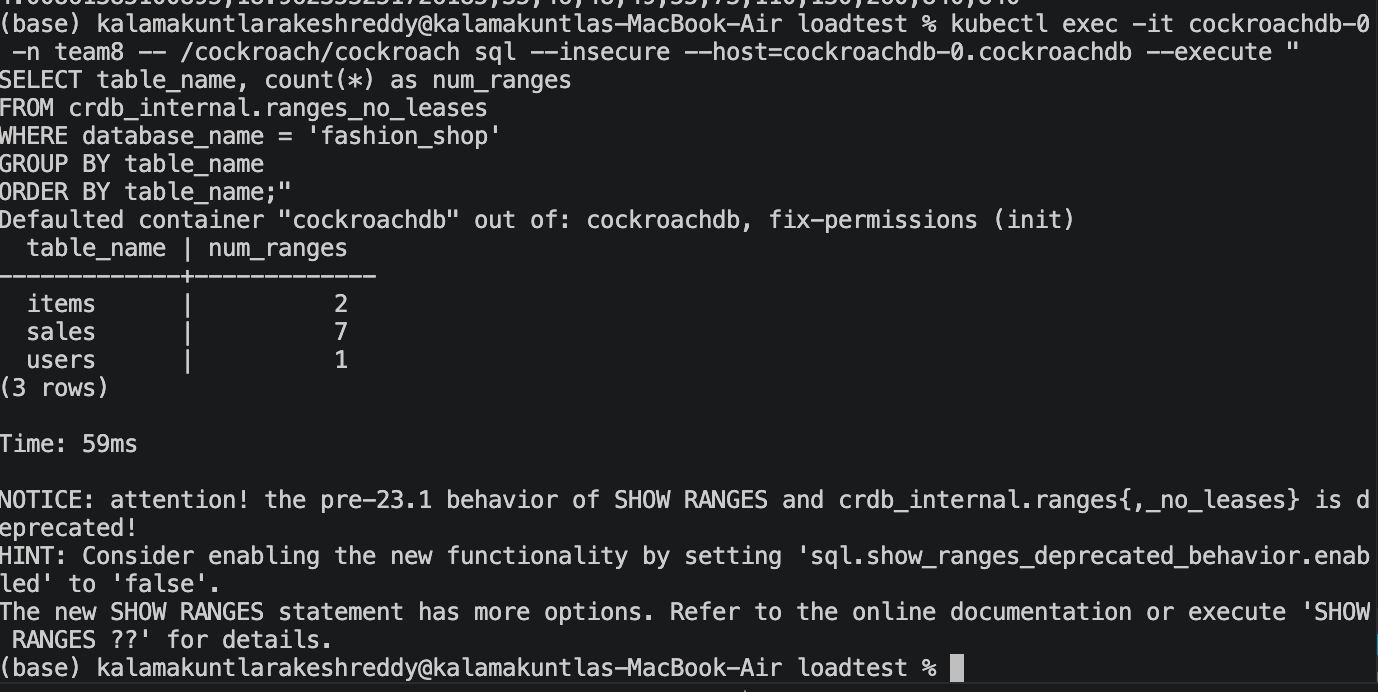 (base) kalamakuntlarakeshreddy@kalamakuntlas-MacBook-Air loadtest % kubectl exec -it cockroachdb-0
 -n team8 -- /cockroach/cockroach sql --insecure --host=cockroachdb-0.cockroachdb --execute "
SELECT table_name, count(*) as num_ranges
FROM crdb_internal.ranges_no_leases
WHERE database_name = 'fashion_shop'
GROUP BY table_name
ORDER BY table_name;"
Defaulted container "cockroachdb" out of: cockroachdb, fix-permissions (init)
  table_name | num_ranges
-------------+-------------
  items      |          2
  sales      |          7
  users      |          1
(3 rows)

Time: 59ms

NOTICE: attention! the pre-23.1 behavior of SHOW RANGES and crdb_internal.ranges{,_no_leases} is d
eprecated!
HINT: Consider enabling the new functionality by setting 'sql.show_ranges_deprecated_behavior.enab
led' to 'false'.
The new SHOW RANGES statement has more options. Refer to the online documentation or execute 'SHOW
 RANGES ??' for details.
(base) kalamakuntlarakeshreddy@kalamakuntlas-MacBook-Air loadtest %